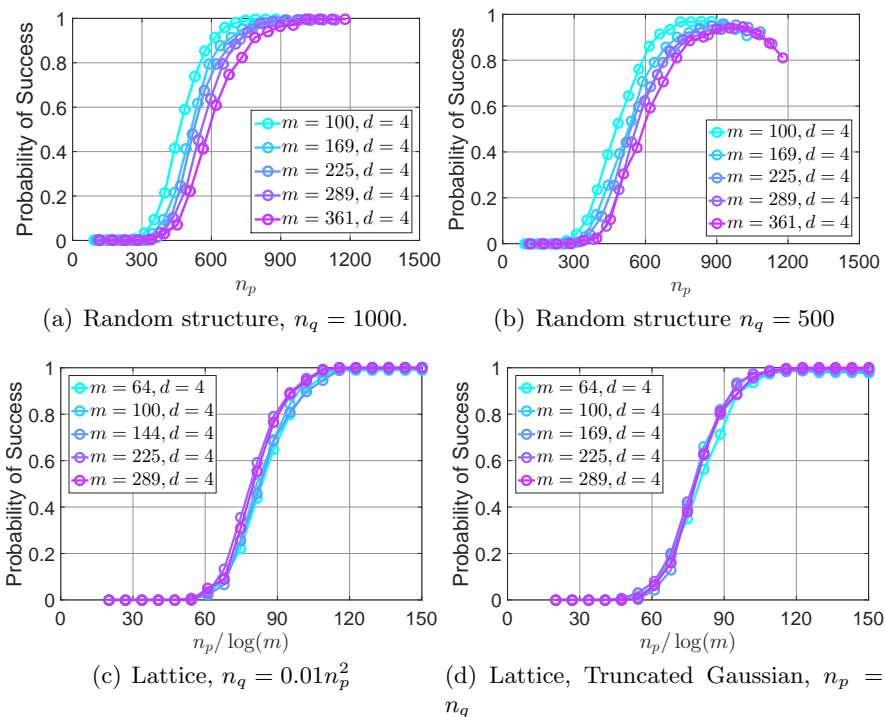 Probability of Success
1
0.8
0.6
0.4
0.2
0
m = 100, d = 4
m = 169, d = 4
m = 225, d = 4
m = 289, d = 4
m = 361, d = 4
0 300 600 900 1200 1500
n_p
(a) Random structure, n_q = 1000.
Probability of Success
1
0.8
0.6
0.4
0.2
0
m = 100, d = 4
m = 169, d = 4
m = 225, d = 4
m = 289, d = 4
m = 361, d = 4
0 300 600 900 1200 1500
n_p
(b) Random structure n_q = 500
Probability of Success
1
0.8
0.6
0.4
0.2
0
m = 64, d = 4
m = 100, d = 4
m = 144, d = 4
m = 225, d = 4
m = 289, d = 4
0 30 60 90 120 150
n_p / log(m)
(c) Lattice, n_q = 0.01n_p^2
Probability of Success
1
0.8
0.6
0.4
0.2
0
m = 64, d = 4
m = 100, d = 4
m = 169, d = 4
m = 225, d = 4
m = 289, d = 4
0 30 60 90 120 150
n_p / log(m)
(d) Lattice, Truncated Gaussian, n_p =
n_q